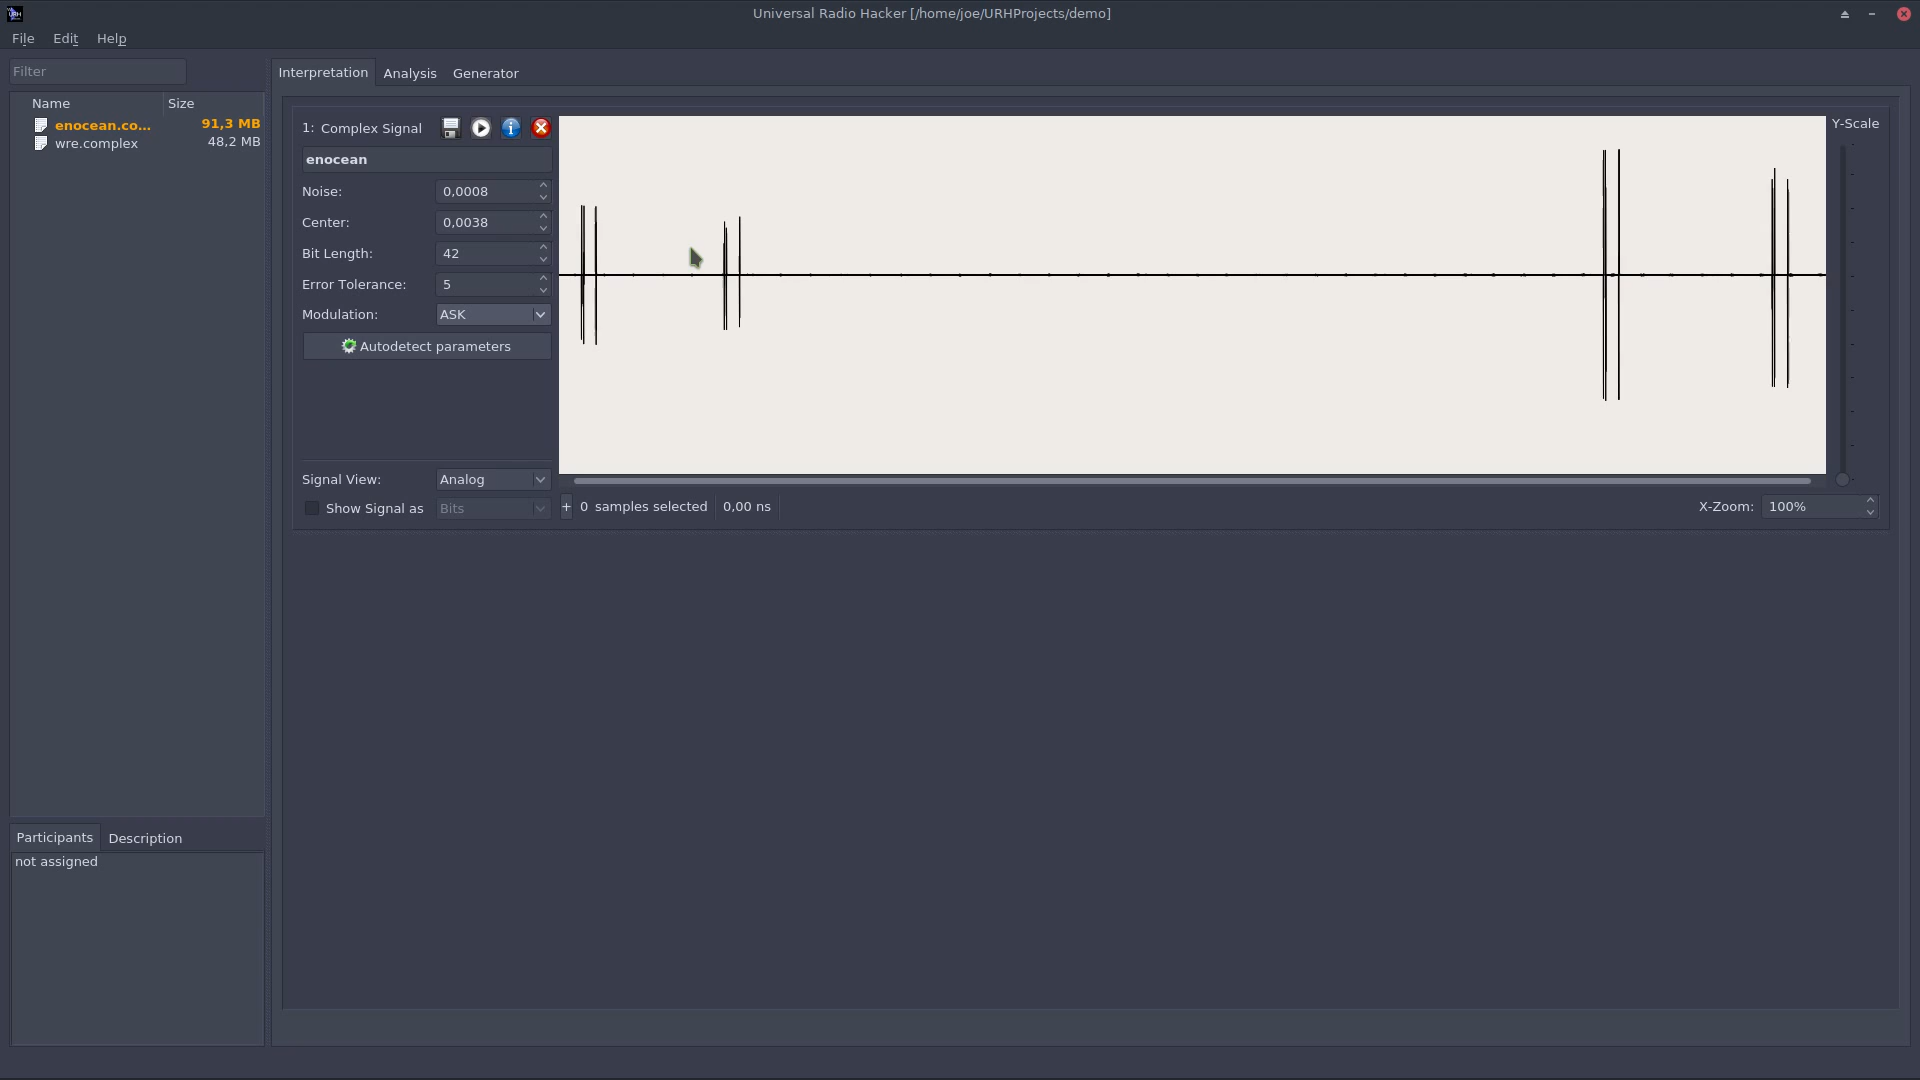 Universal Radio Hacker [/home/joe/URHProjects/demo]
File Edit Help
Filter
Name Size
enocean.co... 91,3 MB
wre.complex 48,2 MB
Participants Description
not assigned
Interpretation Analysis Generator
1: Complex Signal
enocean
Noise: 0,0008
Center: 0,0038
Bit Length: 42
Error Tolerance: 5
Modulation: ASK
Autodetect parameters
Signal View: Analog
Show Signal as Bits
+ 0 samples selected 0,00 ns
Y-Scale
X-Zoom: 100%